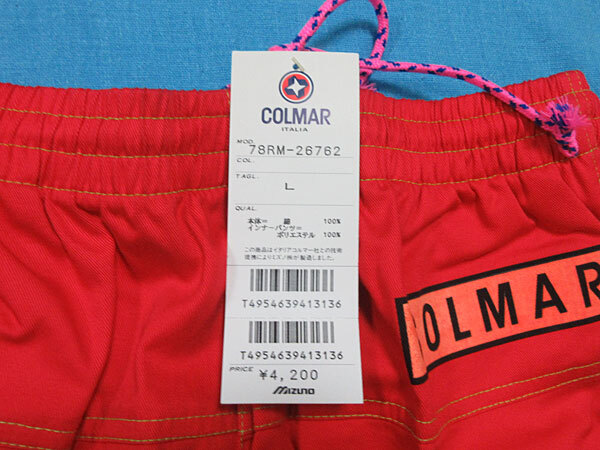 COLMAR
ITALIA
MOD.
78RM-26762
COL.
TAGL.
L
QUAL.
本体= 綿 100%
インナーパンツ=
ポリエステル 100%
この商品はイタリアコルマー社との技術
提携によりミズノ(株)が製造しました。
T4954639413136
T4954639413136
PRICE
¥4,200
MIZUNO
COLMAR